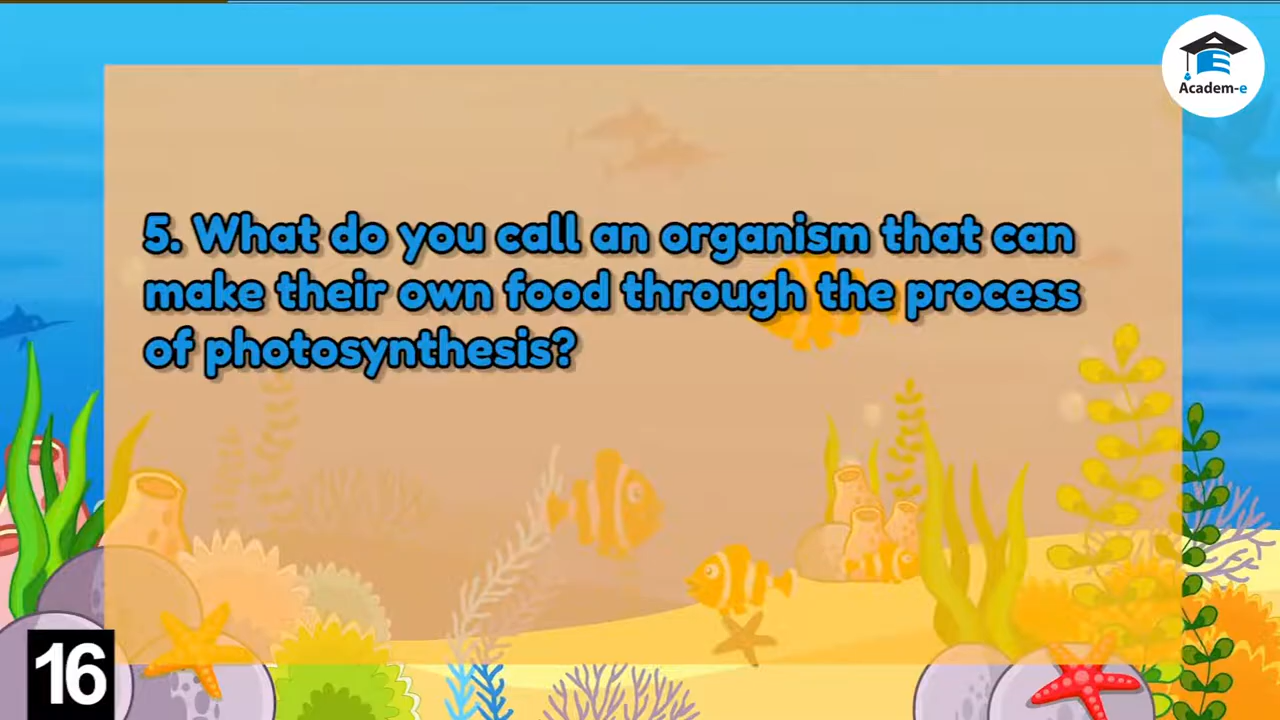 Academ-e
5. What do you call an organism that can
make their own food through the process
of photosynthesis?
16